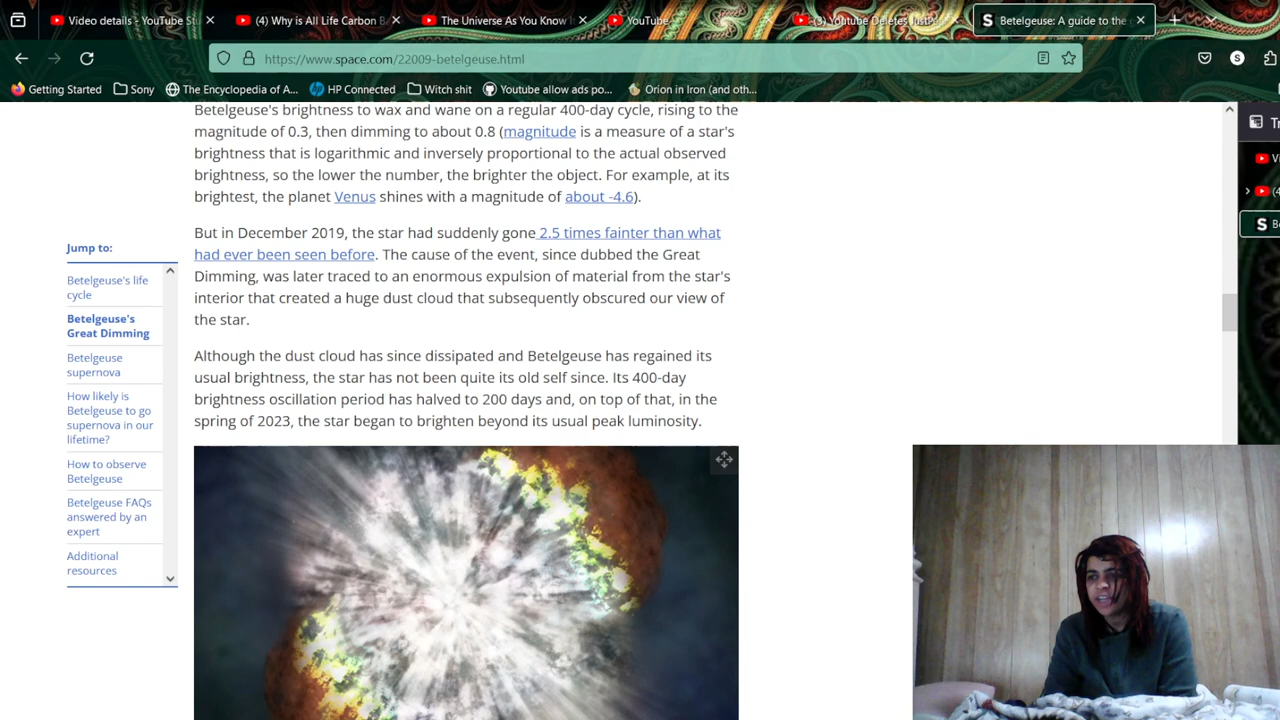 Video details - YouTube Stu
(4) Why is All Life Carbon B
The Universe As You Know I
YouTube
(3) Youtube Deletes JustPe
Betelgeuse: A guide to the
https://www.space.com/22009-betelgeuse.html
Getting Started
Sony
The Encyclopedia of A...
HP Connected
Witch shit
Youtube allow ads po...
Orion in Iron (and oth...
Betelgeuse's brightness to wax and wane on a regular 400-day cycle, rising to the
magnitude of 0.3, then dimming to about 0.8 (magnitude is a measure of a star's
brightness that is logarithmic and inversely proportional to the actual observed
brightness, so the lower the number, the brighter the object. For example, at its
brightest, the planet Venus shines with a magnitude of about -4.6).
But in December 2019, the star had suddenly gone 2.5 times fainter than what
had ever been seen before. The cause of the event, since dubbed the Great
Dimming, was later traced to an enormous expulsion of material from the star's
interior that created a huge dust cloud that subsequently obscured our view of
the star.
Although the dust cloud has since dissipated and Betelgeuse has regained its
usual brightness, the star has not been quite its old self since. Its 400-day
brightness oscillation period has halved to 200 days and, on top of that, in the
spring of 2023, the star began to brighten beyond its usual peak luminosity.
Jump to:
Betelgeuse's life
cycle
Betelgeuse's
Great Dimming
Betelgeuse
supernova
How likely is
Betelgeuse to go
supernova in our
lifetime?
How to observe
Betelgeuse
Betelgeuse FAQs
answered by an
expert
Additional
resources
Tr
Vi
(4
Be